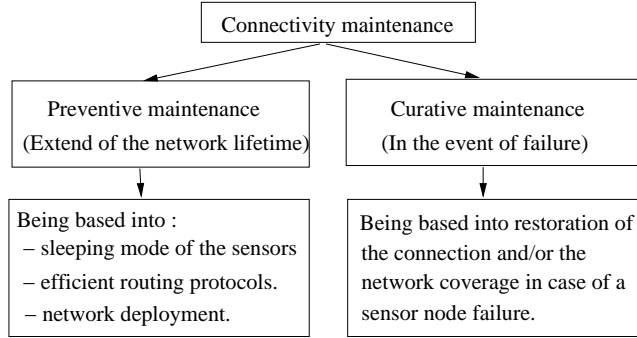 Connectivity maintenance
Preventive maintenance
(Extend of the network lifetime)
Curative maintenance
(In the event of failure)
Being based into :
– sleeping mode of the sensors
– efficient routing protocols.
– network deployment.
Being based into restoration of
the connection and/or the
network coverage in case of a
sensor node failure.